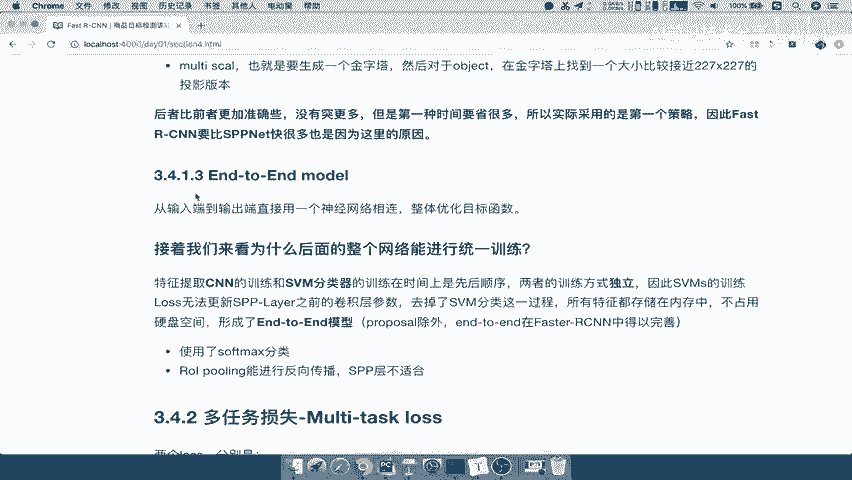 Chrome 文件 修改 视图 历史记录 书签 其他人 电动窗 帮助
100%
Fast R-CNN | 商品目标检测
localhost:4000/day01/section4.html
• multi scal，也就是要生成一个金字塔，然后对于object，在金字塔上找到一个大小比较接近227x227的
投影版本
后者比前者更加准确些，没有突更多，但是第一种时间要省很多，所以实际采用的是第一个策略，因此Fast
R-CNN要比SPPNet快很多也是因为这里的原因。
3.4.1.3 End-to-End model
从输入端到输出端直接用一个神经网络相连，整体优化目标函数。
接着我们来看为什么后面的整个网络能进行统一训练？
特征提取CNN的训练和SVM分类器的训练在时间上是先后顺序，两者的训练方式独立，因此SVMs的训练
Loss无法更新SPP-Layer之前的卷积层参数，去掉了SVM分类这一过程，所有特征都存储在内存中，不占用
硬盘空间，形成了End-to-End模型（proposal除外，end-to-end在Faster-RCNN中得以完善）
• 使用了softmax分类
• RoI pooling能进行反向传播，SPP层不适合
3.4.2 多任务损失-Multi-task loss
两个loss，分别是：